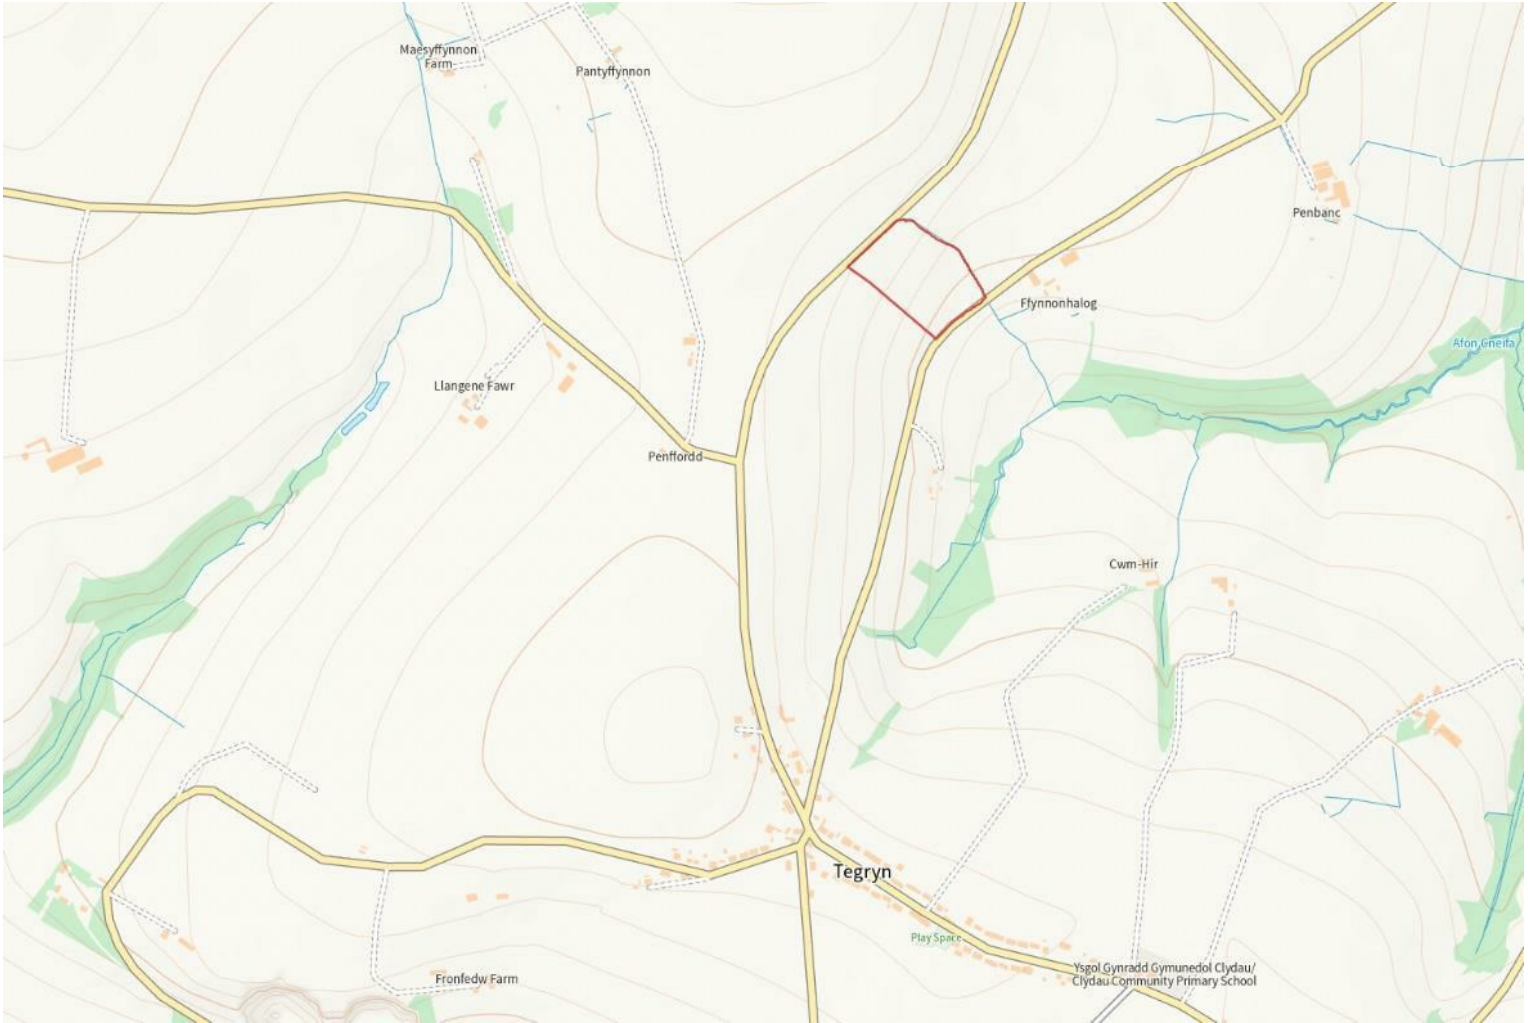 Maesyffynnon
Farm
Pantyffynnon
Penbanc
Ffynnonhalog
Afon Cneifa
Llangene Fawr
Penffordd
Cwm-Hir
Tegryn
Play Space
Ysgol Gynradd Gymunedol Clydau/
Clydau Community Primary School
Fronfedw Farm